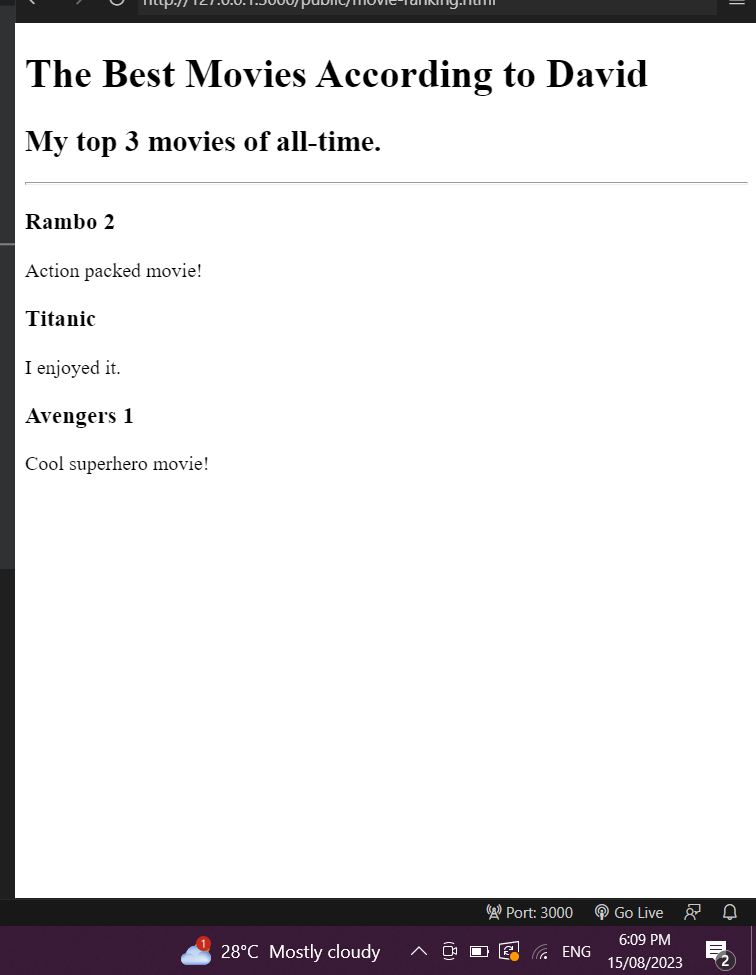 http://127.0.0.1:3000/public/movie-ranking.html
The Best Movies According to David
My top 3 movies of all-time.
Rambo 2
Action packed movie!
Titanic
I enjoyed it.
Avengers 1
Cool superhero movie!
Port: 3000 Go Live
1
28°C Mostly cloudy ENG 6:09 PM
15/08/2023 2